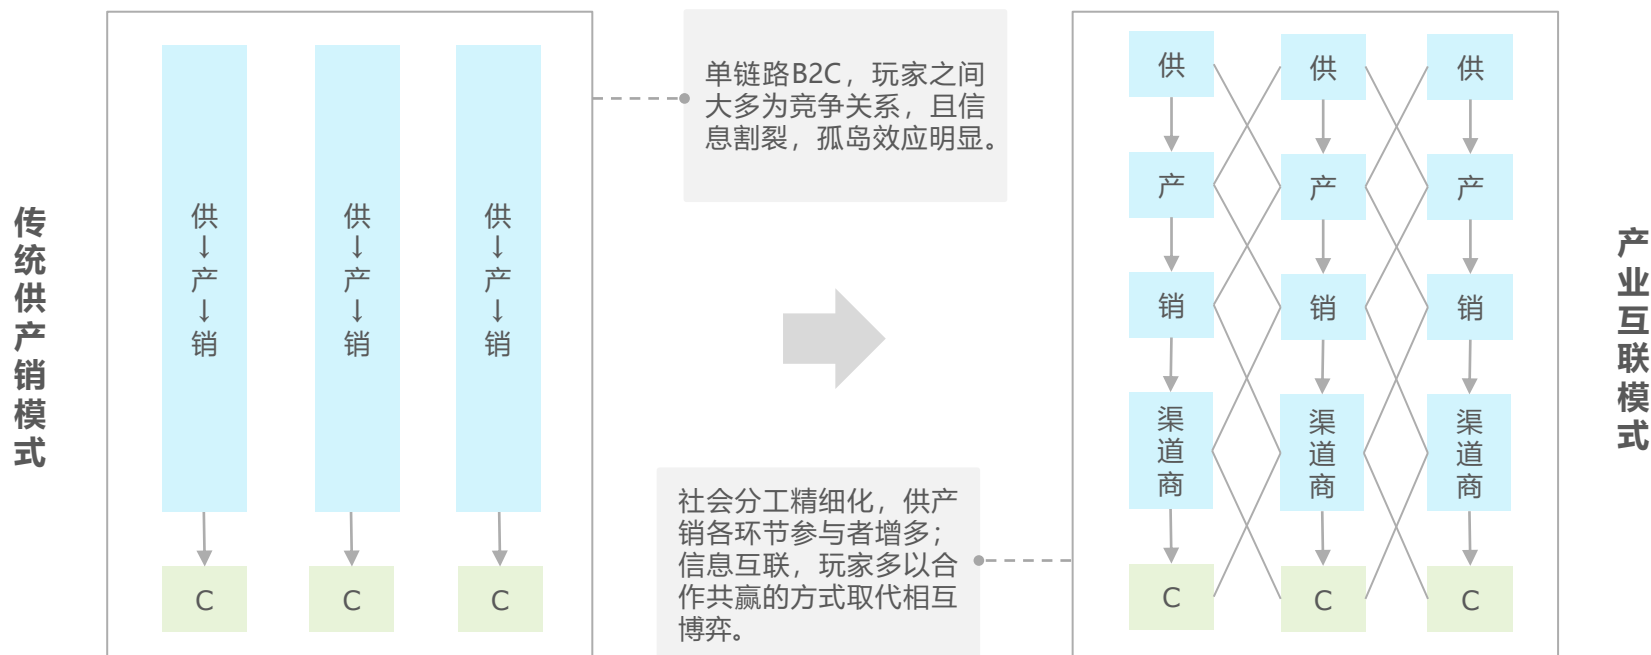 传统供产销模式
供→产→销
供→产→销
供→产→销
C
C
C
单链路B2C，玩家之间
大多为竞争关系，且信
息割裂，孤岛效应明显。
社会分工精细化，供产
销各环节参与者增多；
信息互联，玩家多以合
作共赢的方式取代相互
博弈。
供
供
供
产
产
产
销
销
销
渠道商
渠道商
渠道商
C
C
C
产业互联模式